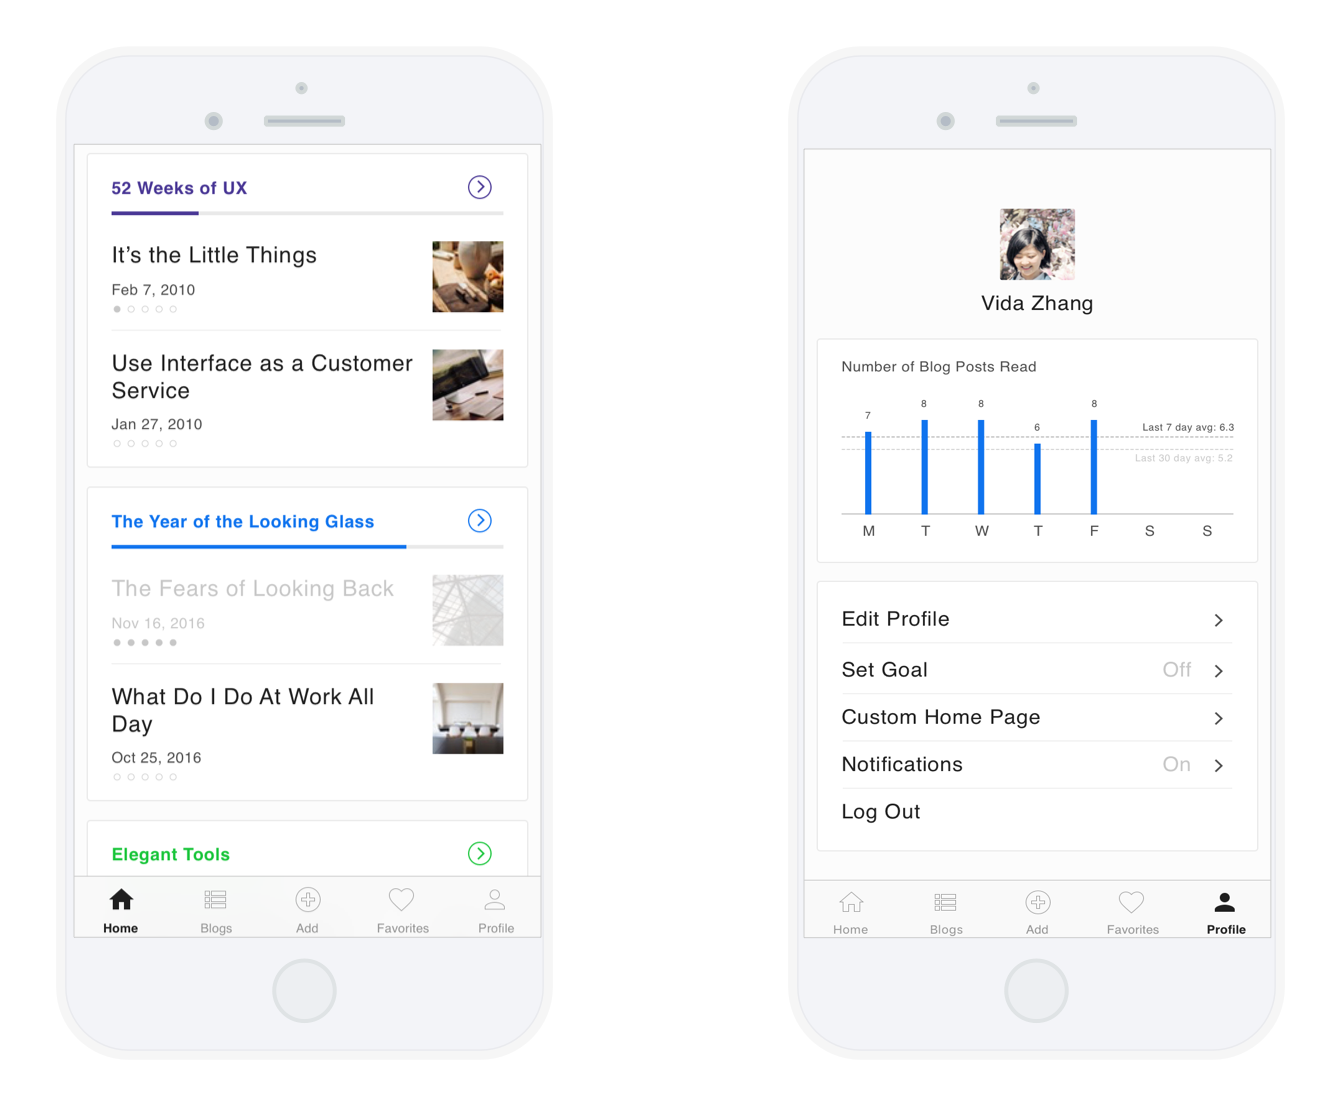 52 Weeks of UX
It's the Little Things
Feb 7, 2010
Use Interface as a Customer
Service
Jan 27, 2010
The Year of the Looking Glass
The Fears of Looking Back
Nov 16, 2016
What Do I Do At Work All
Day
Oct 25, 2016
Elegant Tools
Home Blogs Add Favorites Profile
Vida Zhang
Number of Blog Posts Read
7 8 8 6 8
Last 7 day avg: 6.3
Last 30 day avg: 5.2
M T W T F S S
Edit Profile
Set Goal Off
Custom Home Page
Notifications On
Log Out
Home Blogs Add Favorites Profile